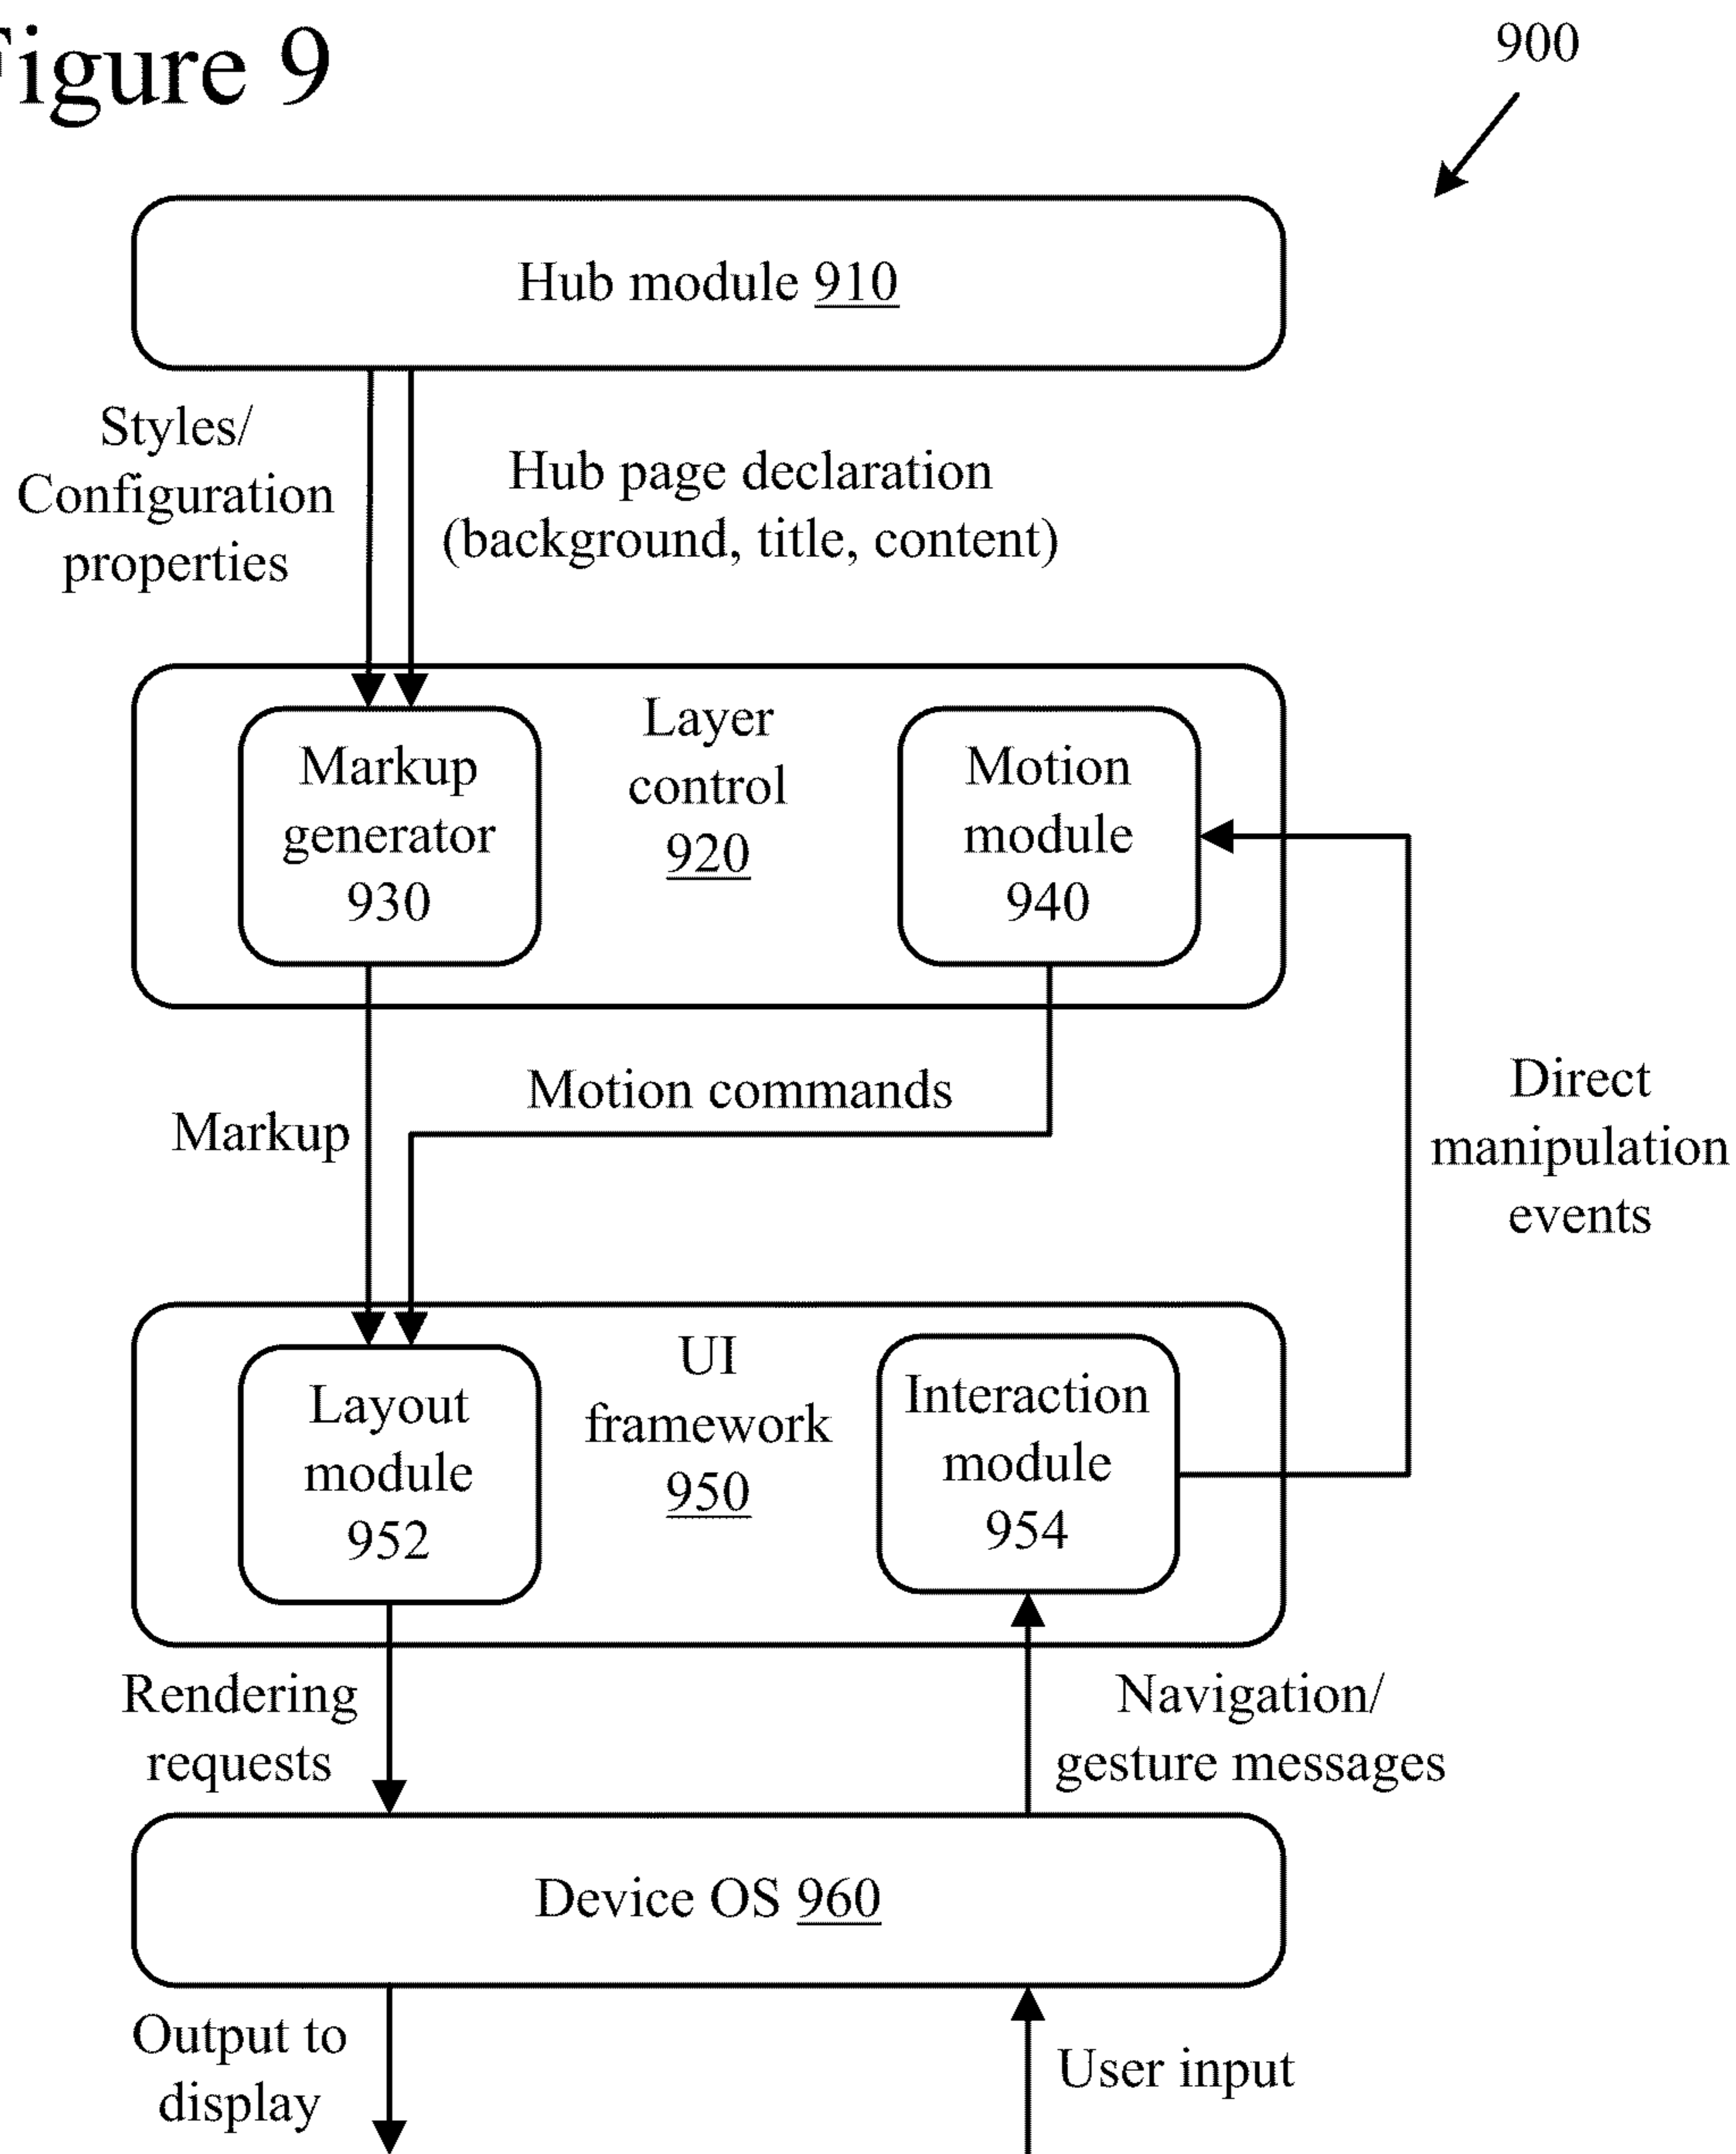 Figure 9
900
Hub module 910
Styles/
Configuration
properties
Hub page declaration
(background, title, content)
Layer
control
920
Markup
generator
930
Motion
module
940
Markup
Motion commands
Direct
manipulation
events
UI
framework
950
Layout
module
952
Interaction
module
954
Rendering
requests
Navigation/
gesture messages
Device OS 960
Output to
display
User input